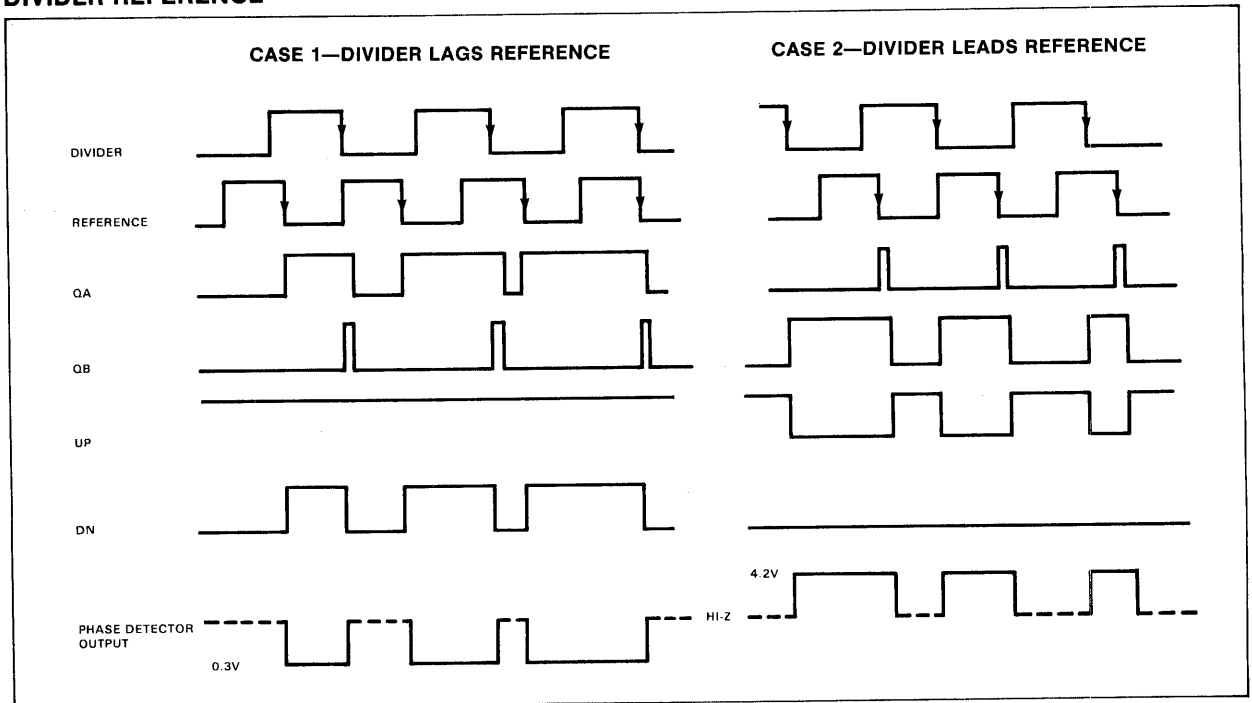 DIVIDER REFERENCE
CASE 1—DIVIDER LAGS REFERENCE
CASE 2—DIVIDER LEADS REFERENCE
DIVIDER
REFERENCE
QA
QB
UP
DN
4.2V
PHASE DETECTOR
OUTPUT
HI-Z
0.3V